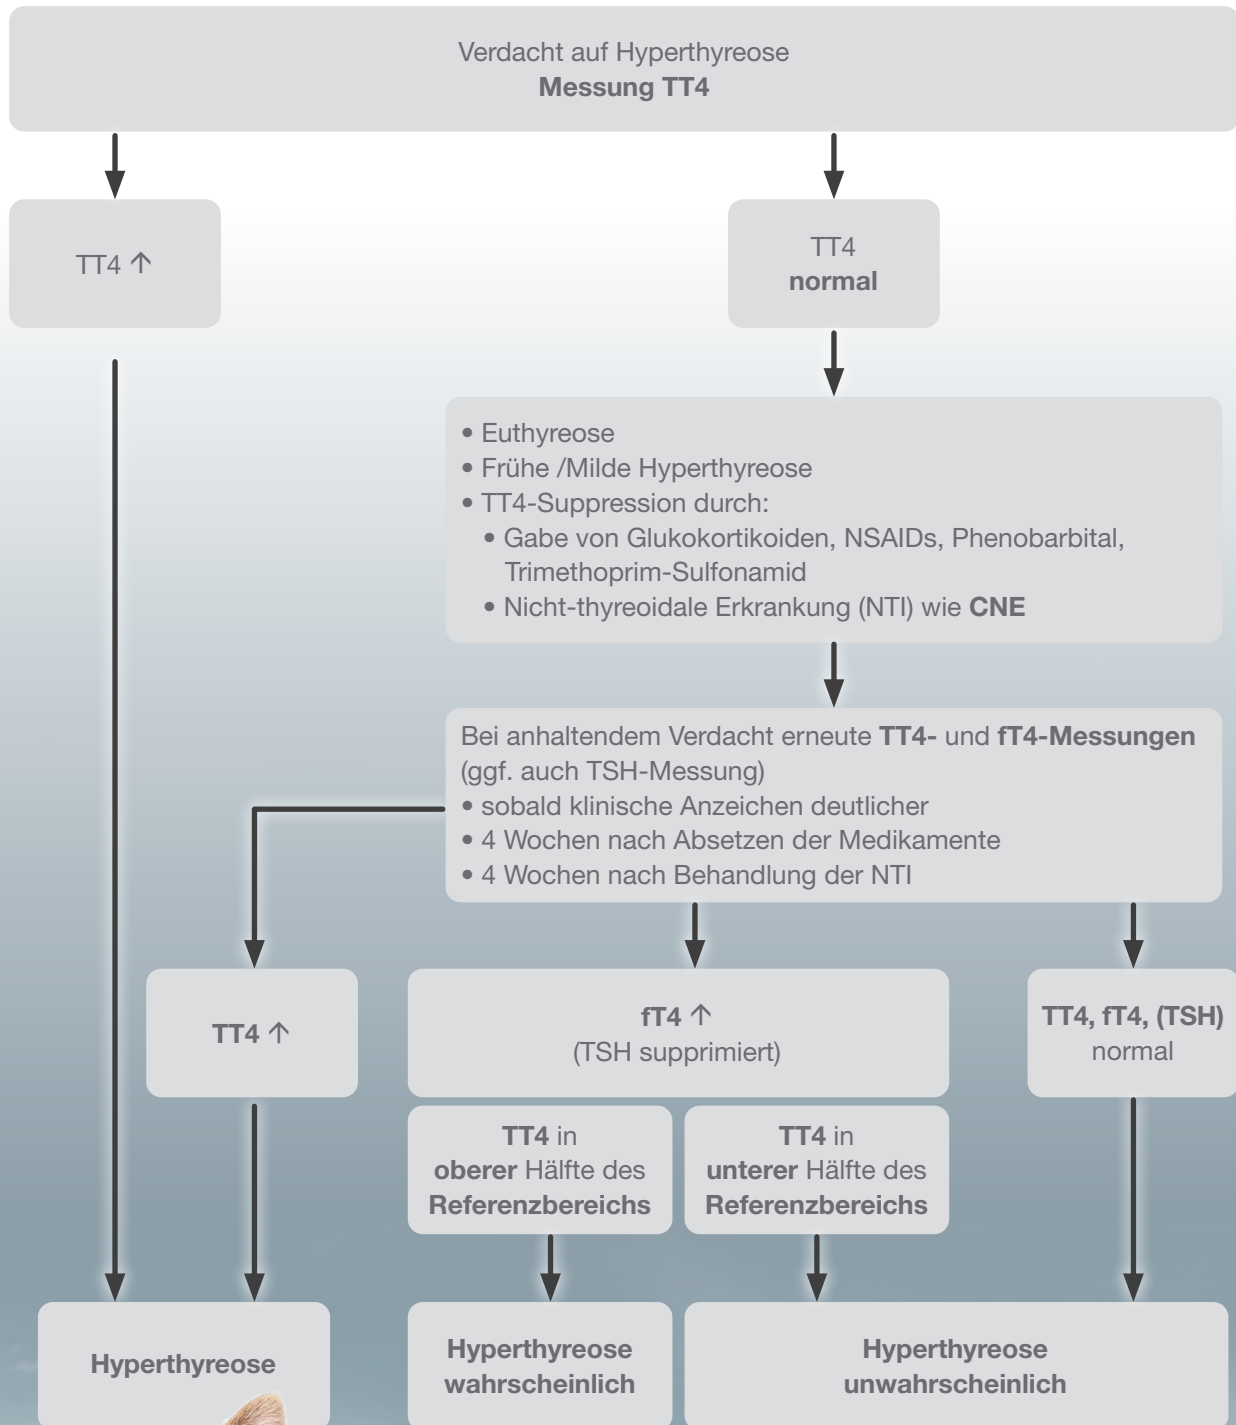 Verdacht auf Hyperthyreose
Messung TT4
TT4 ↑
TT4
normal
• Euthyreose
• Frühe /Milde Hyperthyreose
• TT4-Suppression durch:
• Gabe von Glukokortikoiden, NSAIDs, Phenobarbital,
Trimethoprim-Sulfonamid
• Nicht-thyreoidale Erkrankung (NTI) wie CNE
Bei anhaltendem Verdacht erneute TT4- und fT4-Messungen
(ggf. auch TSH-Messung)
• sobald klinische Anzeichen deutlicher
• 4 Wochen nach Absetzen der Medikamente
• 4 Wochen nach Behandlung der NTI
TT4 ↑
fT4 ↑
(TSH supprimiert)
TT4, fT4, (TSH)
normal
TT4 in
oberer Hälfte des
Referenzbereichs
TT4 in
unterer Hälfte des
Referenzbereichs
Hyperthyreose
Hyperthyreose
wahrscheinlich
Hyperthyreose
unwahrscheinlich